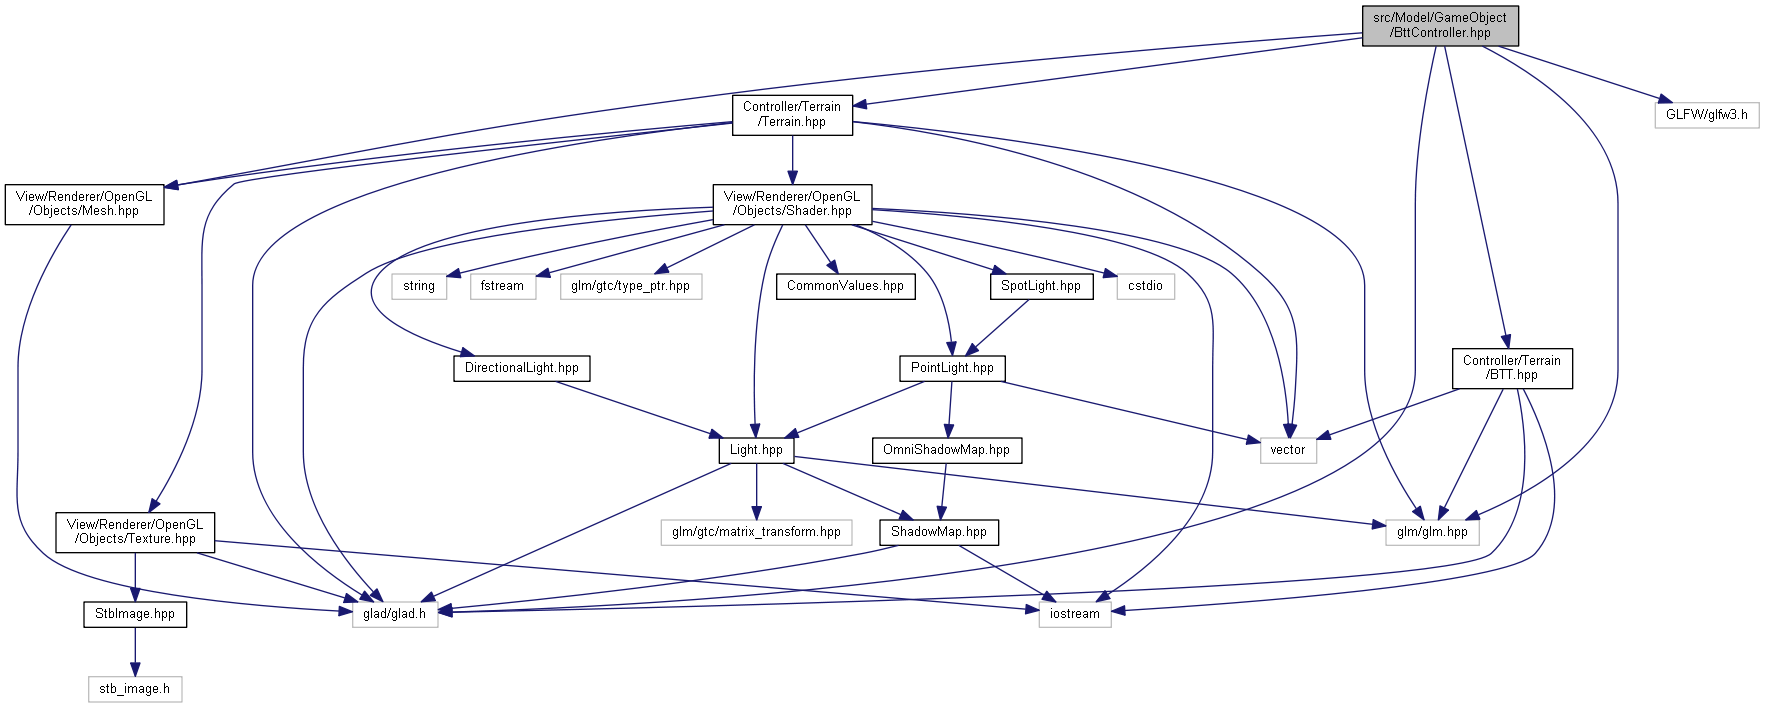 src/Model/GameObject
/BttController.hpp
Controller/Terrain
/Terrain.hpp
GLFW/glfw3.h
View/Renderer/OpenGL
/Objects/Mesh.hpp
View/Renderer/OpenGL
/Objects/Shader.hpp
string
fstream
glm/gtc/type_ptr.hpp
CommonValues.hpp
SpotLight.hpp
cstdio
DirectionalLight.hpp
PointLight.hpp
Controller/Terrain
/BTT.hpp
Light.hpp
OmniShadowMap.hpp
vector
View/Renderer/OpenGL
/Objects/Texture.hpp
glm/gtc/matrix_transform.hpp
ShadowMap.hpp
glm/glm.hpp
StbImage.hpp
glad/glad.h
iostream
stb_image.h